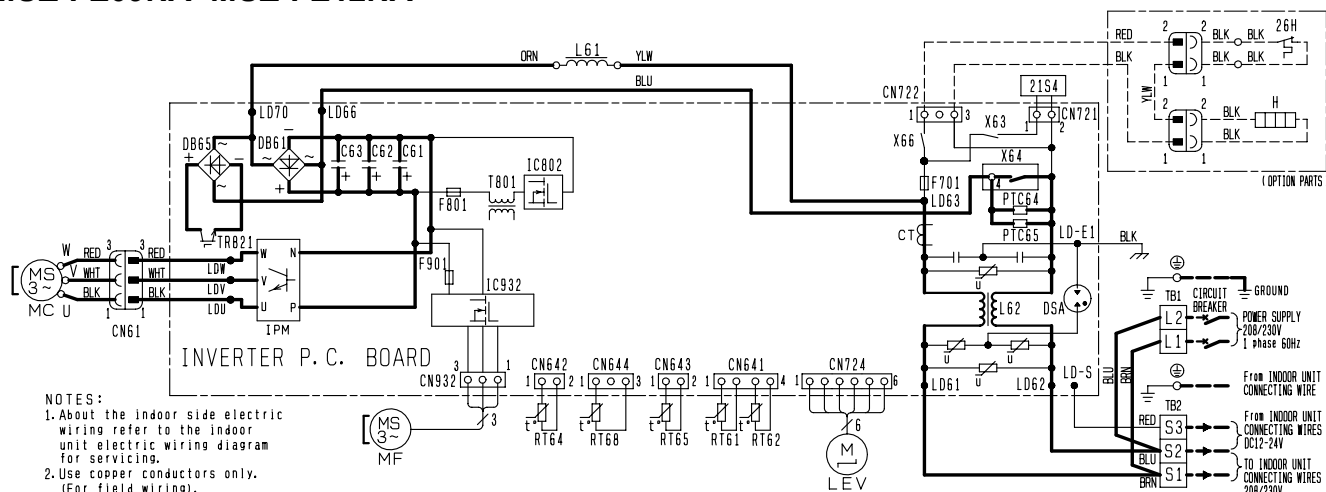 ORN L61 YLW
BLU
RED
BLK
2 2 BLK BLK 26H
1 1 BLK BLK
YLW
2 2 BLK H
1 1 BLK
(OPTION PARTS
LD70 LD66
CN722
1 3
21S4
X63 1 2 CN721
X66
X64
4
F701
LD63
PTC64
PTC65
CT
LD-E1
BLK
DB65 ~ + - ~
DB61 - ~ ~ +
C63 C62 C61
+ + +
T801
IC802
F801
TR821
W RED 3 3 RED LDW W N
V WHT WHT LDV V
U BLK 1 1 BLK LDU U P
MS
3~
MC
CN61
IPM
F901
IC932
U
L62
DSA
U U
U
INVERTER P.C. BOARD
3 1
CN932
3
MS
3~
MF
CN642
1 2
t°
RT64
CN644
1 3
t°
RT68
CN643
1 2
t°
RT65
CN641
1 4
t° t°
RT61 RT62
CN724
1 6
6
M
LEV
LD61 LD62
LD-S
GROUND
TB1 CIRCUIT
BREAKER
L2
L1
POWER SUPPLY
208/230V
1 phase 60Hz
BLU
BRN
From INDOOR UNIT
CONNECTING WIRE
TB2
RED S3
S2
BLU
S1
BRN
From INDOOR UNIT
CONNECTING WIRES
DC12-24V
TO INDOOR UNIT
CONNECTING WIRES
208/230V
NOTES:
1. About the indoor side electric
wiring refer to the indoor
unit electric wiring diagram
for servicing.
2. Use copper conductors only.
(For field wiring).